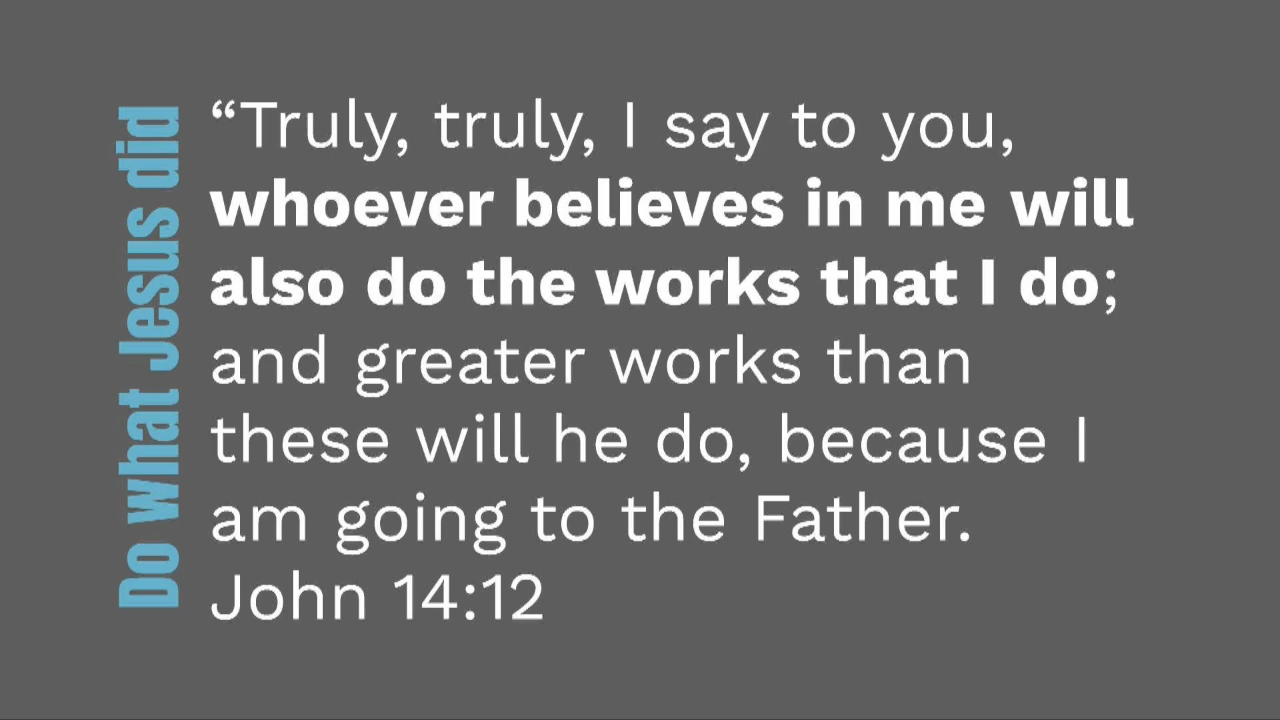 Do what Jesus did
“Truly, truly, I say to you,
whoever believes in me will
also do the works that I do;
and greater works than
these will he do, because I
am going to the Father.
John 14:12